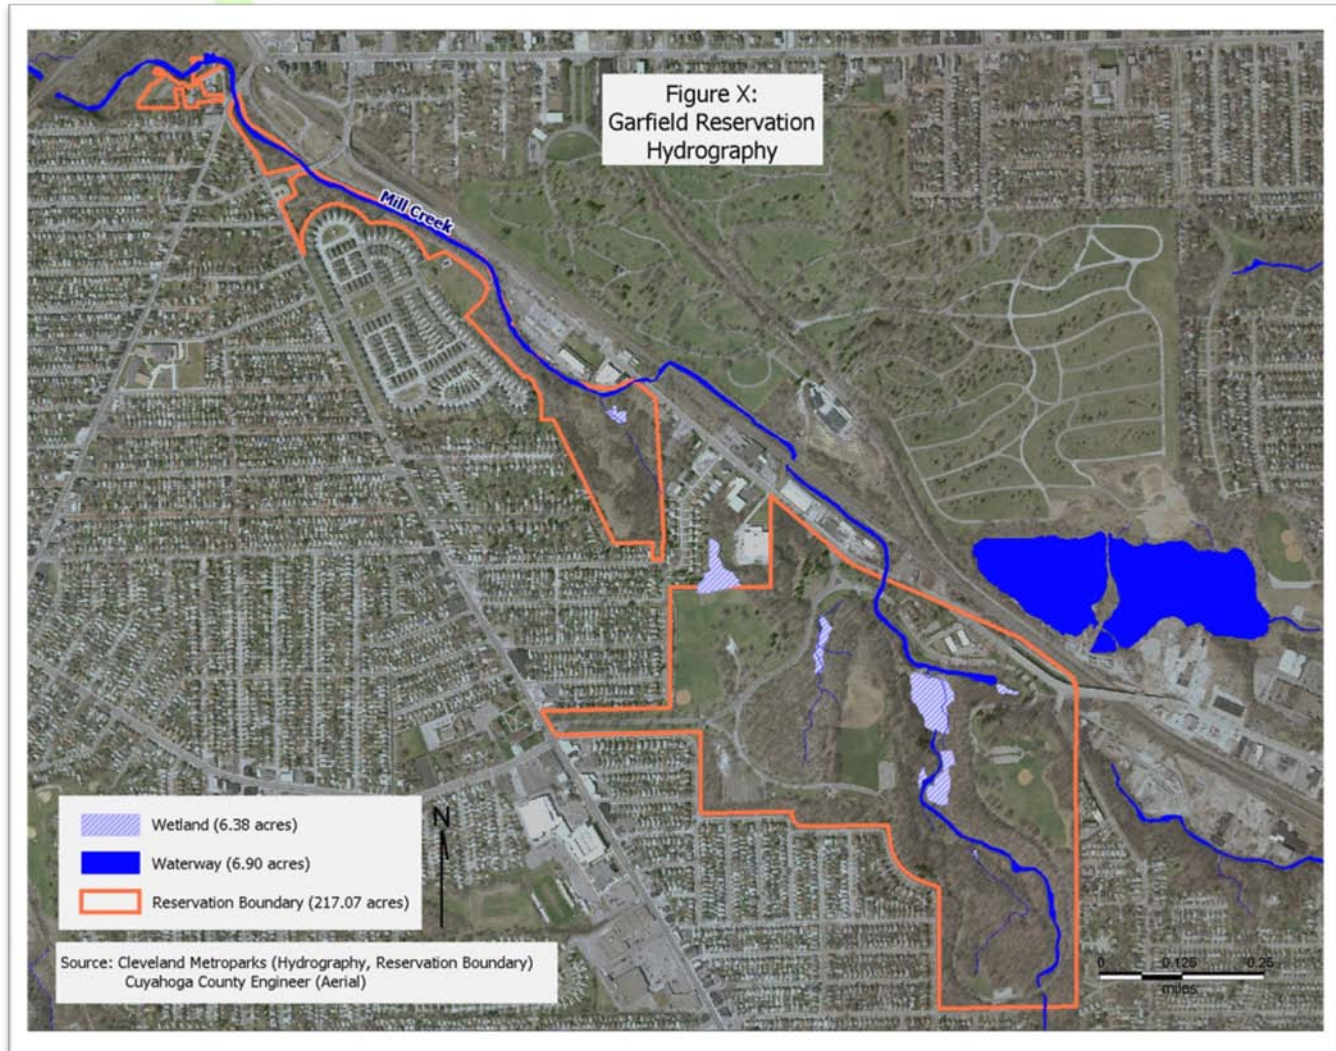 Figure X:
Garfield Reservation
Hydrography
Mill Creek
N
Wetland (6.38 acres)
Waterway (6.90 acres)
Reservation Boundary (217.07 acres)
Source: Cleveland Metroparks (Hydrography, Reservation Boundary)
Cuyahoga County Engineer (Aerial)
0 0.125 0.25
miles